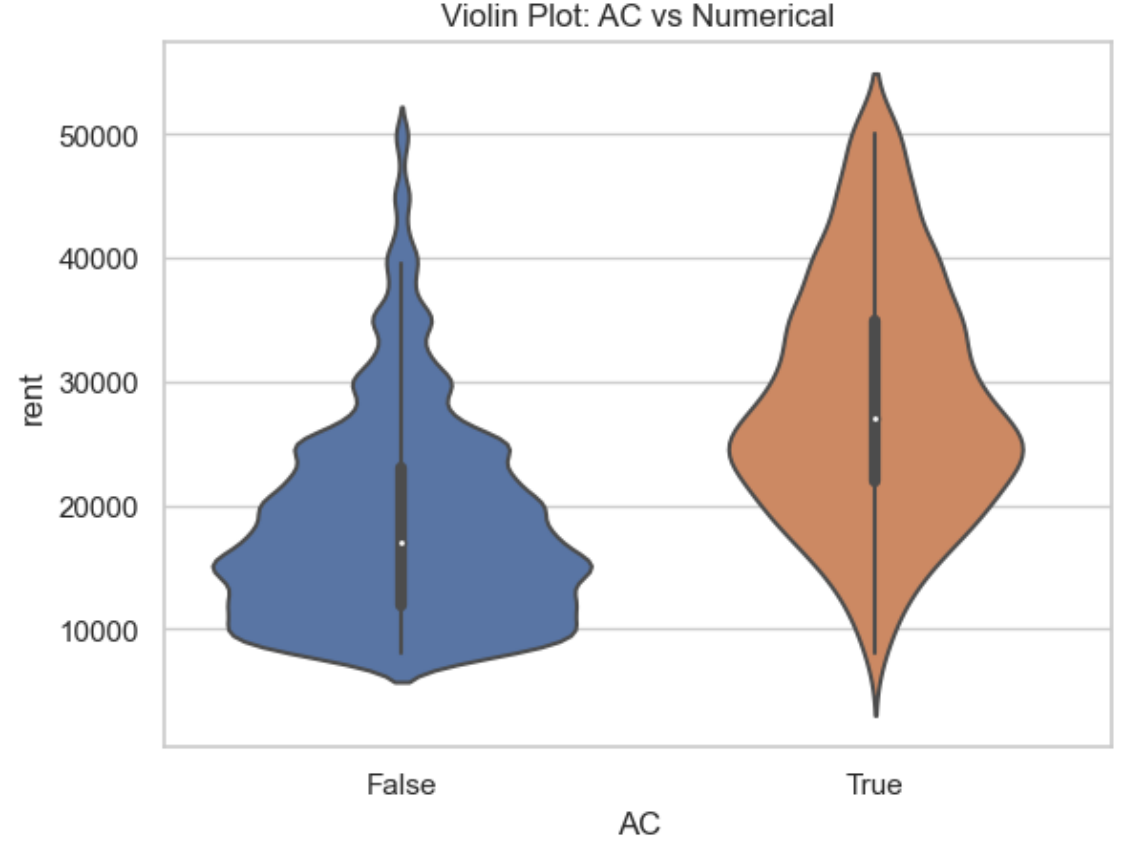 Violin Plot: AC vs Numerical
50000
40000
30000
20000
10000
rent
False
True
AC